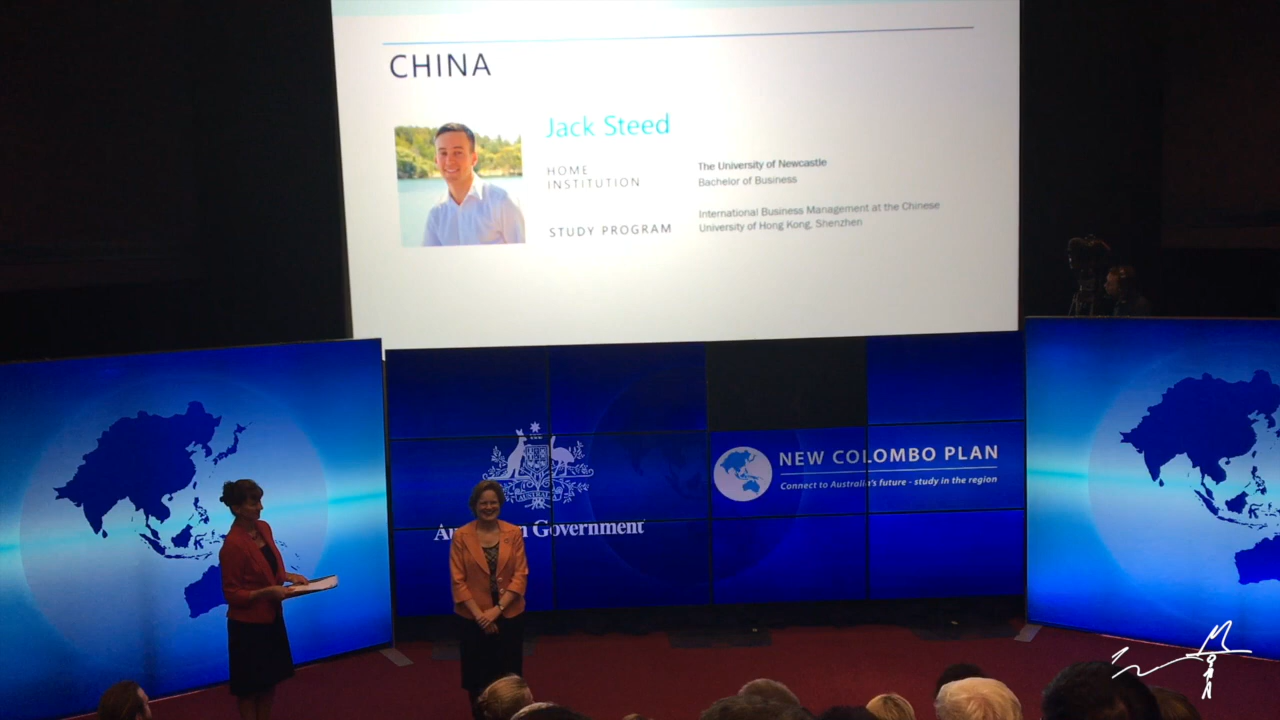 CHINA
Jack Steed
HOME
INSTITUTION
The University of Newcastle
Bachelor of Business
STUDY PROGRAM
International Business Management at the Chinese
University of Hong Kong, Shenzhen
AUSTRALIA
Government
NEW COLOMBO PLAN
Connect to Australia's future - study in the region